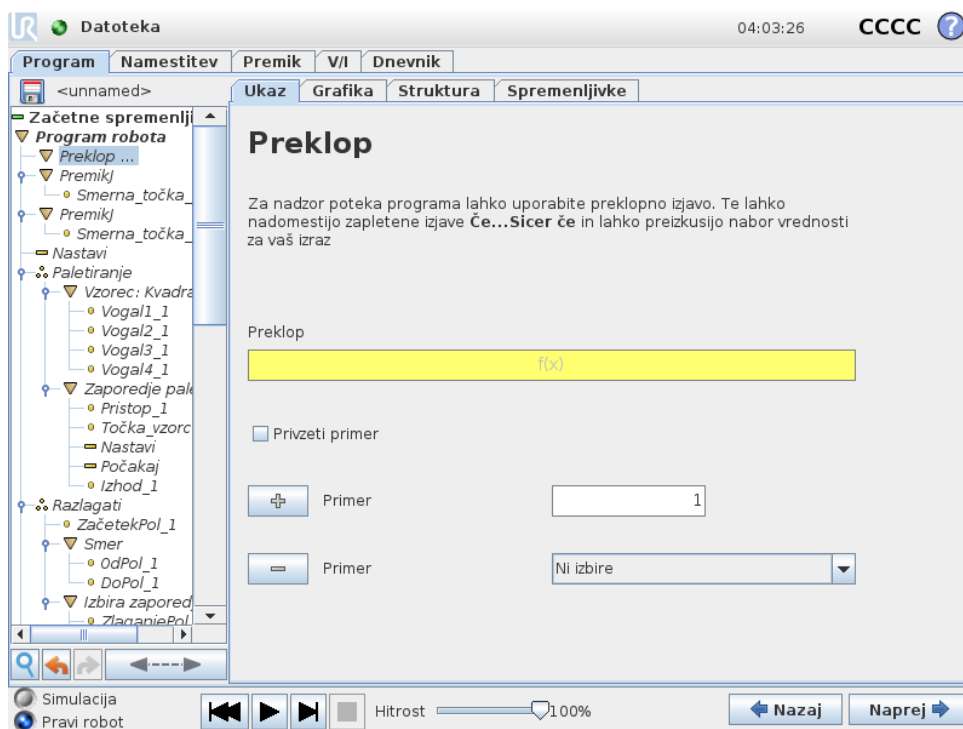 UR Datoteka 04:03:26 CCCC ?
Program Namestitev Premik V/I Dnevnik
<unnamed>
Ukaz Grafika Struktura Spremenljivke
Začetne spremenlji
Program robota
Preklop ...
PremikJ
Smerna_točka_
PremikJ
Smerna_točka_
Nastavi
Paletiranje
Vzorec: Kvadra
Vogal1_1
Vogal2_1
Vogal3_1
Vogal4_1
Zaporedje pale
Pristop_1
Točka_vzorc
Nastavi
Počakaj
Izhod_1
Razlagati
ZačetekPol_1
Smer
OdPol_1
DoPol_1
Izbira zapored
ZlaganjePol
Preklop
Za nadzor poteka programa lahko uporabite preklopno izjavo. Te lahko
nadomestijo zapletene izjave Če...Sicer če in lahko preizkusijo nabor vrednosti
za vaš izraz
Preklop
f(x)
Privzeti primer
Primer 1
Primer Ni izbire
Simulacija
Pravi robot
Hitrost 100%
Nazaj Naprej